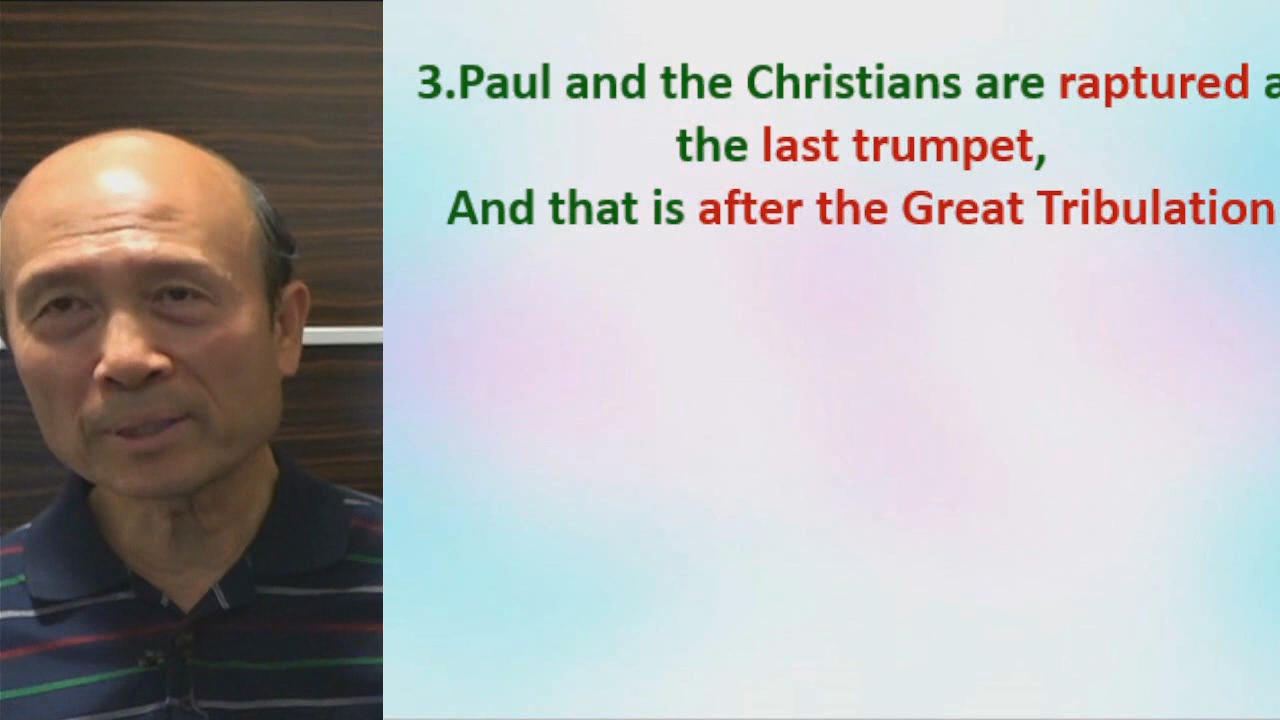 3.Paul and the Christians are raptured a
the last trumpet,
And that is after the Great Tribulation